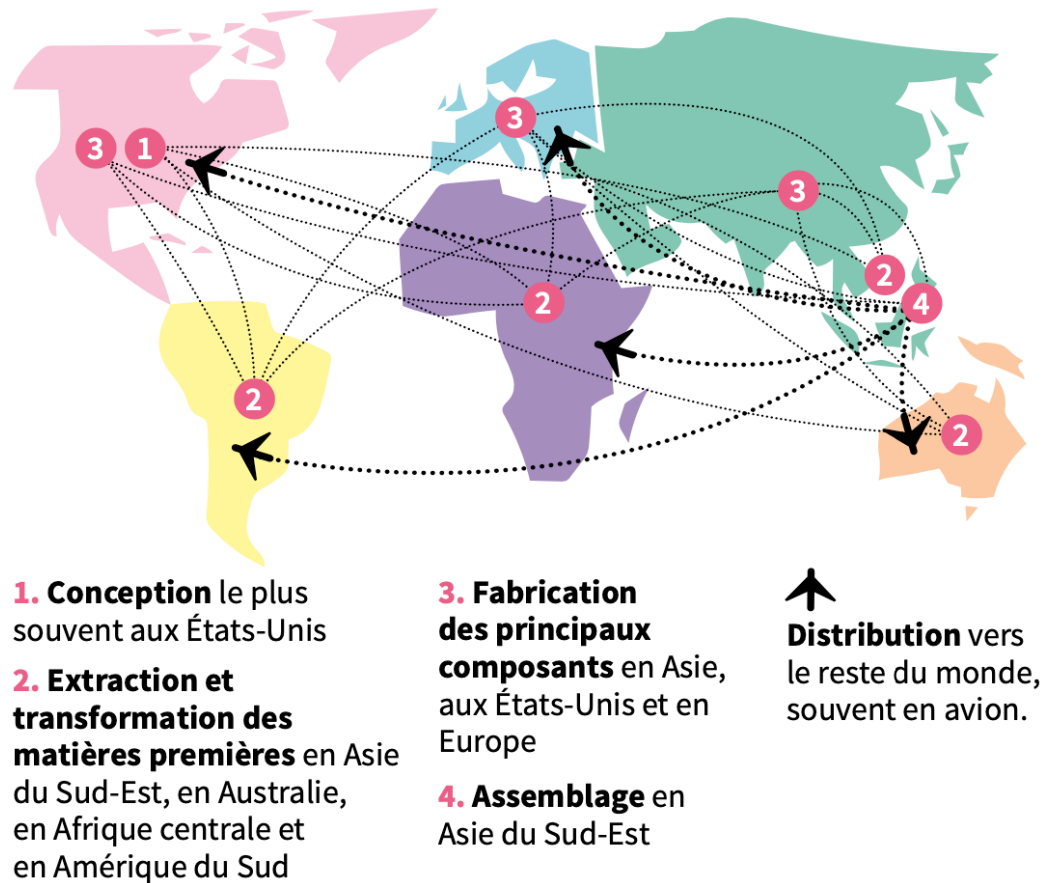 3
1
3
3
2
4
2
2
2
1. Conception le plus
souvent aux États-Unis
2. Extraction et
transformation des
matières premières en Asie
du Sud-Est, en Australie,
en Afrique centrale et
en Amérique du Sud
3. Fabrication
des principaux
composants en Asie,
aux États-Unis et en
Europe
4. Assemblage en
Asie du Sud-Est
Distribution vers
le reste du monde,
souvent en avion.